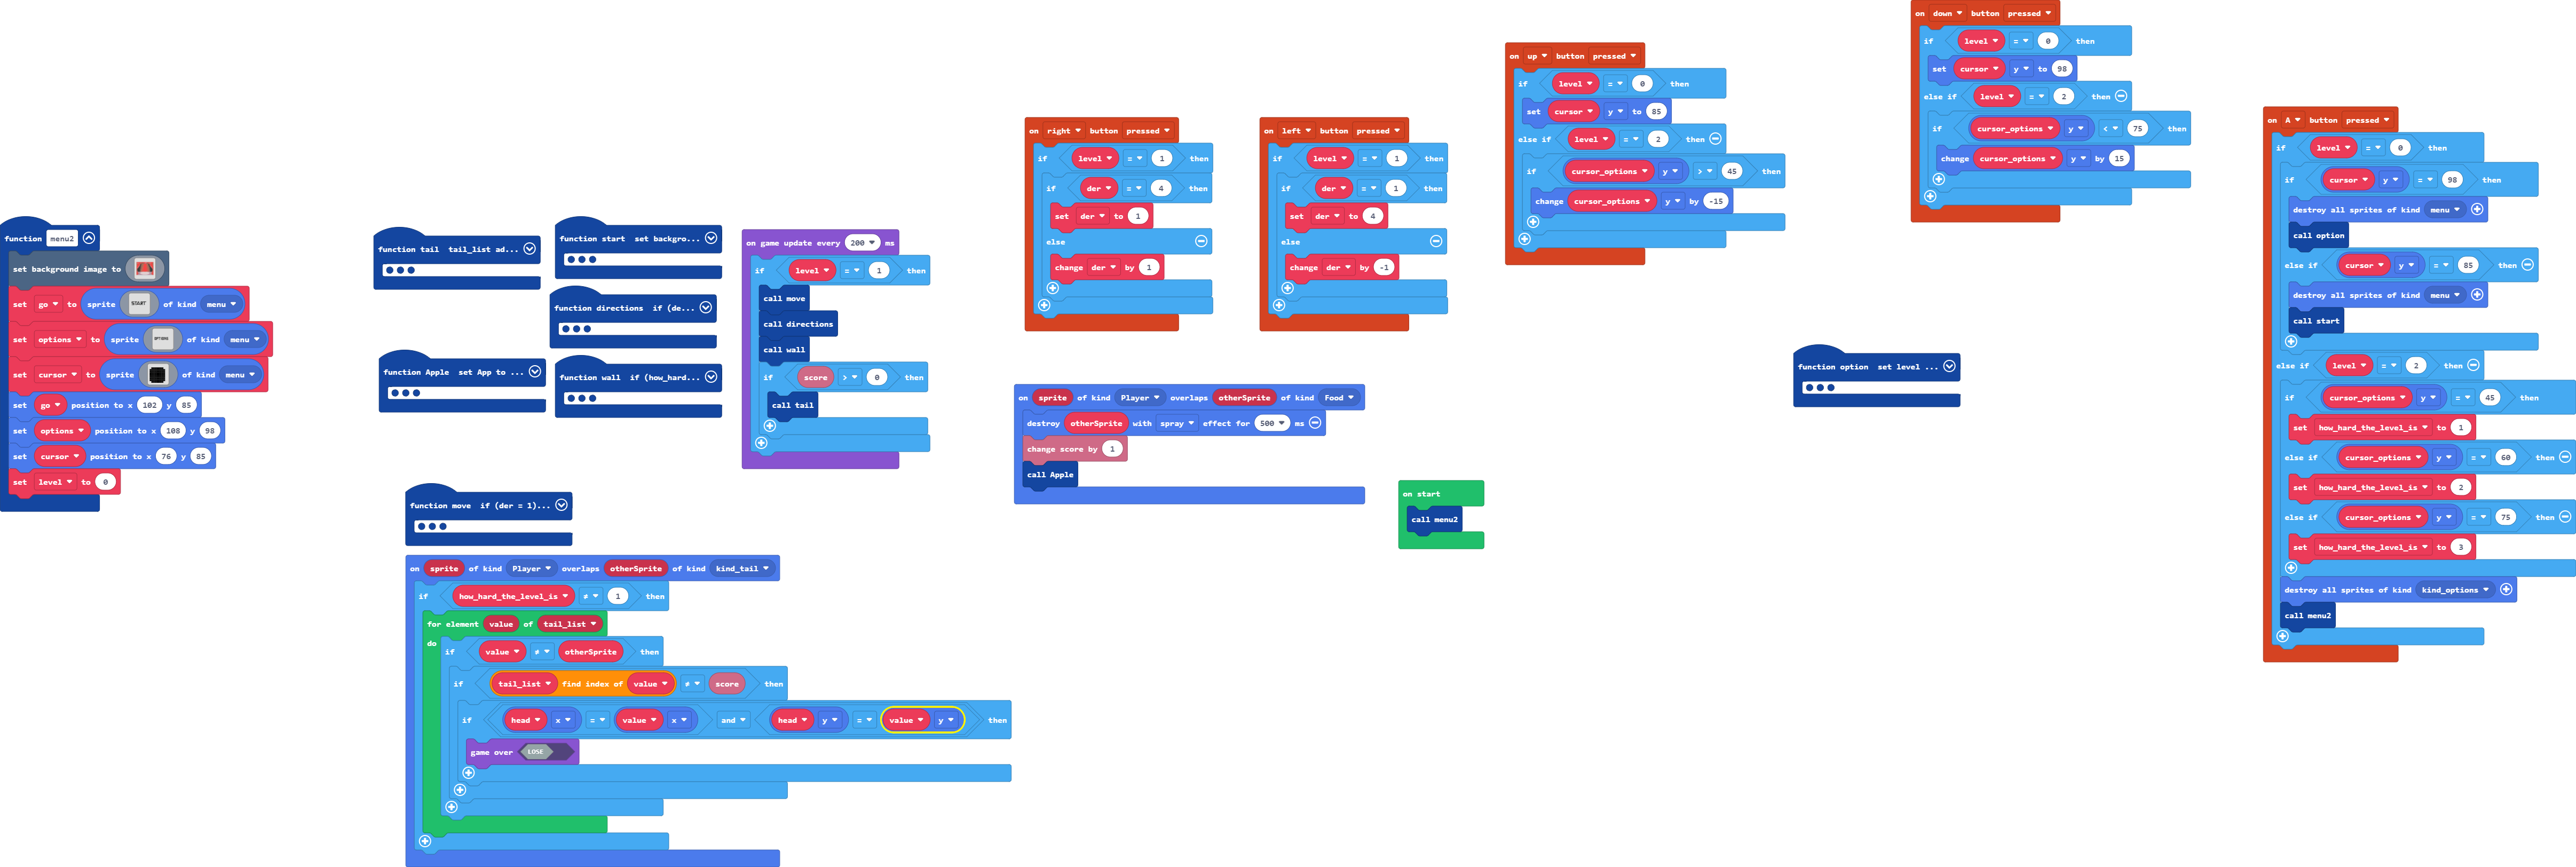 function menu2
set background image to
set go to sprite START of kind menu
set options to sprite OPTIONS of kind menu
set cursor to sprite of kind menu
set go position to x 102 y 85
set options position to x 108 y 98
set cursor position to x 76 y 85
set level to 0
function tail tail_list ad...
function start set backgro...
function directions if (de...
function Apple set App to ...
function wall if (how_hard...
function move if (der = 1)...
on game update every 200 ms
if level = 1 then
call move
call directions
call wall
if score > 0 then
call tail
on sprite of kind Player overlaps otherSprite of kind kind_tail
if how_hard_the_level_is ≠ 1 then
for element value of tail_list
do
if value ≠ otherSprite then
if tail_list find index of value ≠ score then
if head x = value x and head y = value y then
game over LOSE
on right button pressed
if level = 1 then
if der = 4 then
set der to 1
else
change der by 1
on left button pressed
if level = 1 then
if der = 1 then
set der to 4
else
change der by -1
on sprite of kind Player overlaps otherSprite of kind Food
destroy otherSprite with spray effect for 500 ms
change score by 1
call Apple
on start
call menu2
on up button pressed
if level = 0 then
set cursor y to 85
else if level = 2 then
if cursor_options y > 45 then
change cursor_options y by -15
function option set level ...
on down button pressed
if level = 0 then
set cursor y to 98
else if level = 2 then
if cursor_options y < 75 then
change cursor_options y by 15
on A button pressed
if level = 0 then
if cursor y = 98 then
destroy all sprites of kind menu
call option
else if cursor y = 85 then
destroy all sprites of kind menu
call start
else if level = 2 then
if cursor_options y = 45 then
set how_hard_the_level_is to 1
else if cursor_options y = 60 then
set how_hard_the_level_is to 2
else if cursor_options y = 75 then
set how_hard_the_level_is to 3
destroy all sprites of kind kind_options
call menu2